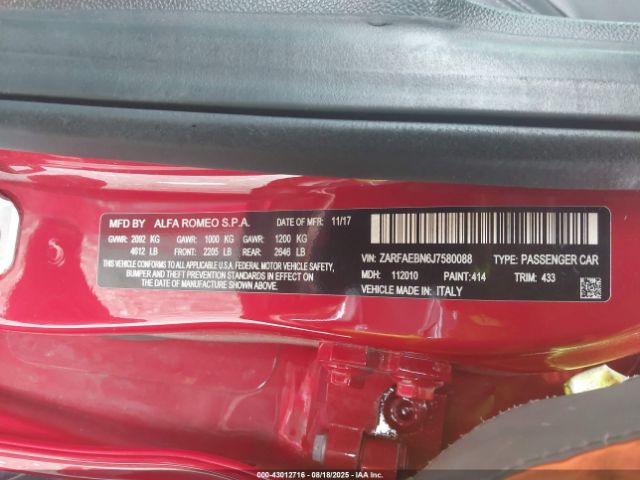 MFD BY ALFA ROMEO S.P.A. DATE OF MFR: 11/17
GVWR: 2092 KG GAWR: 1000 KG GAWR: 1200 KG
4612 LB FRONT: 2205 LB REAR: 2646 LB
THIS VEHICLE CONFORMS TO ALL APPLICABLE U.S.A. FEDERAL MOTOR VEHICLE SAFETY,
BUMPER AND THEFT PREVENTION STANDARDS IN EFFECT ON
THE DATE OF MANUFACTURE SHOWN ABOVE.
VIN: ZARFAEBN6J7580088 TYPE: PASSENGER CAR
MDH: 112010 PAINT: 414 TRIM: 433
VEHICLE MADE IN: ITALY
©IAA - 43012716 - 08/18/2025 - IAAI.COM